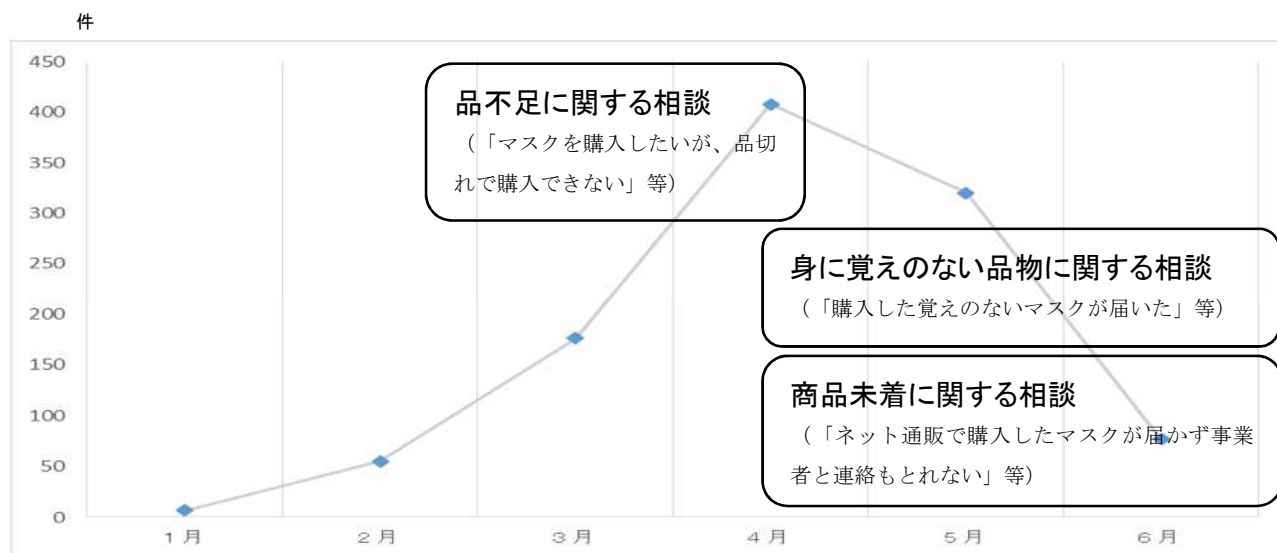 件
450
400
350
300
250
200
150
100
50
0
品不足に関する相談
（「マスクを購入したいが、品切
れで購入できない」等）
身に覚えのない品物に関する相談
（「購入した覚えのないマスクが届いた」等）
商品未着に関する相談
（「ネット通販で購入したマスクが届かず事業
者と連絡もとれない」等）
1月 2月 3月 4月 5月 6月